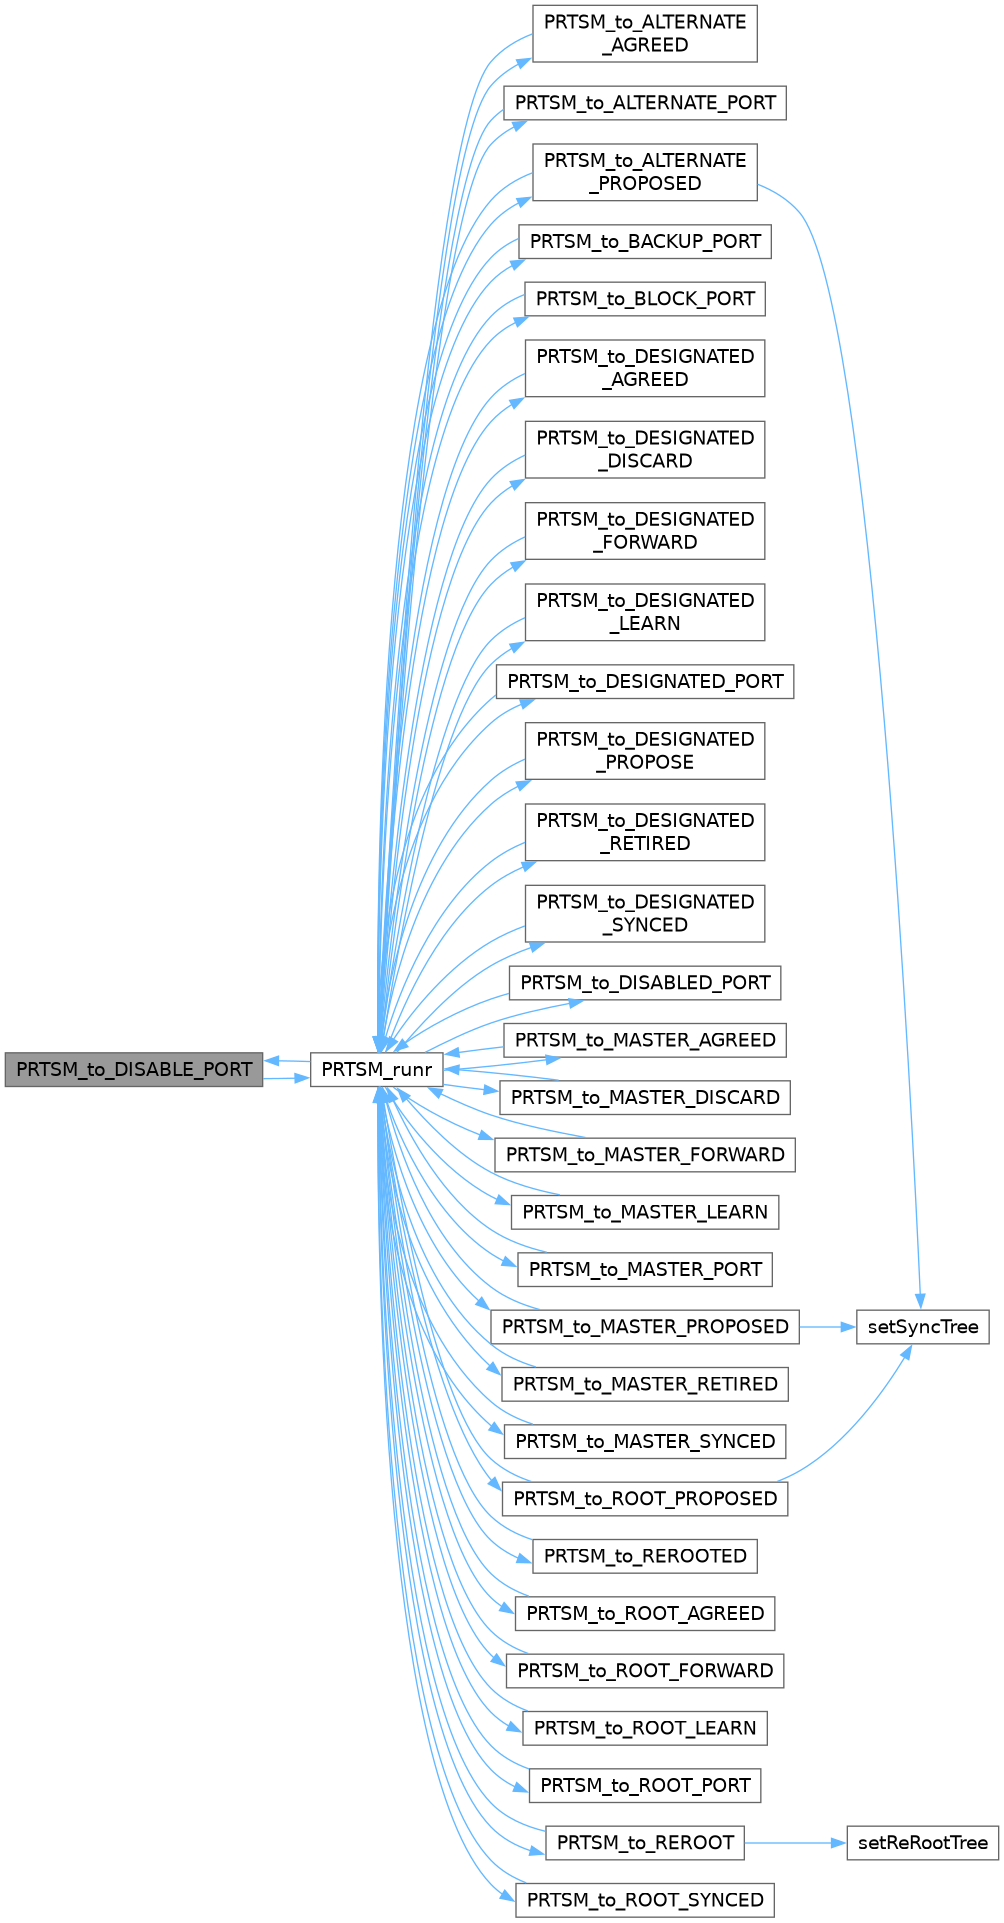 PRTSM_to_ALTERNATE
_AGREED
PRTSM_to_ALTERNATE_PORT
PRTSM_to_ALTERNATE
_PROPOSED
PRTSM_to_BACKUP_PORT
PRTSM_to_BLOCK_PORT
PRTSM_to_DESIGNATED
_AGREED
PRTSM_to_DESIGNATED
_DISCARD
PRTSM_to_DESIGNATED
_FORWARD
PRTSM_to_DESIGNATED
_LEARN
PRTSM_to_DESIGNATED_PORT
PRTSM_to_DESIGNATED
_PROPOSE
PRTSM_to_DESIGNATED
_RETIRED
PRTSM_to_DESIGNATED
_SYNCED
PRTSM_to_DISABLED_PORT
PRTSM_to_MASTER_AGREED
PRTSM_to_DISABLE_PORT
PRTSM_runr
PRTSM_to_MASTER_DISCARD
PRTSM_to_MASTER_FORWARD
PRTSM_to_MASTER_LEARN
PRTSM_to_MASTER_PORT
PRTSM_to_MASTER_PROPOSED
setSyncTree
PRTSM_to_MASTER_RETIRED
PRTSM_to_MASTER_SYNCED
PRTSM_to_ROOT_PROPOSED
PRTSM_to_REROOTED
PRTSM_to_ROOT_AGREED
PRTSM_to_ROOT_FORWARD
PRTSM_to_ROOT_LEARN
PRTSM_to_ROOT_PORT
PRTSM_to_REROOT
setReRootTree
PRTSM_to_ROOT_SYNCED